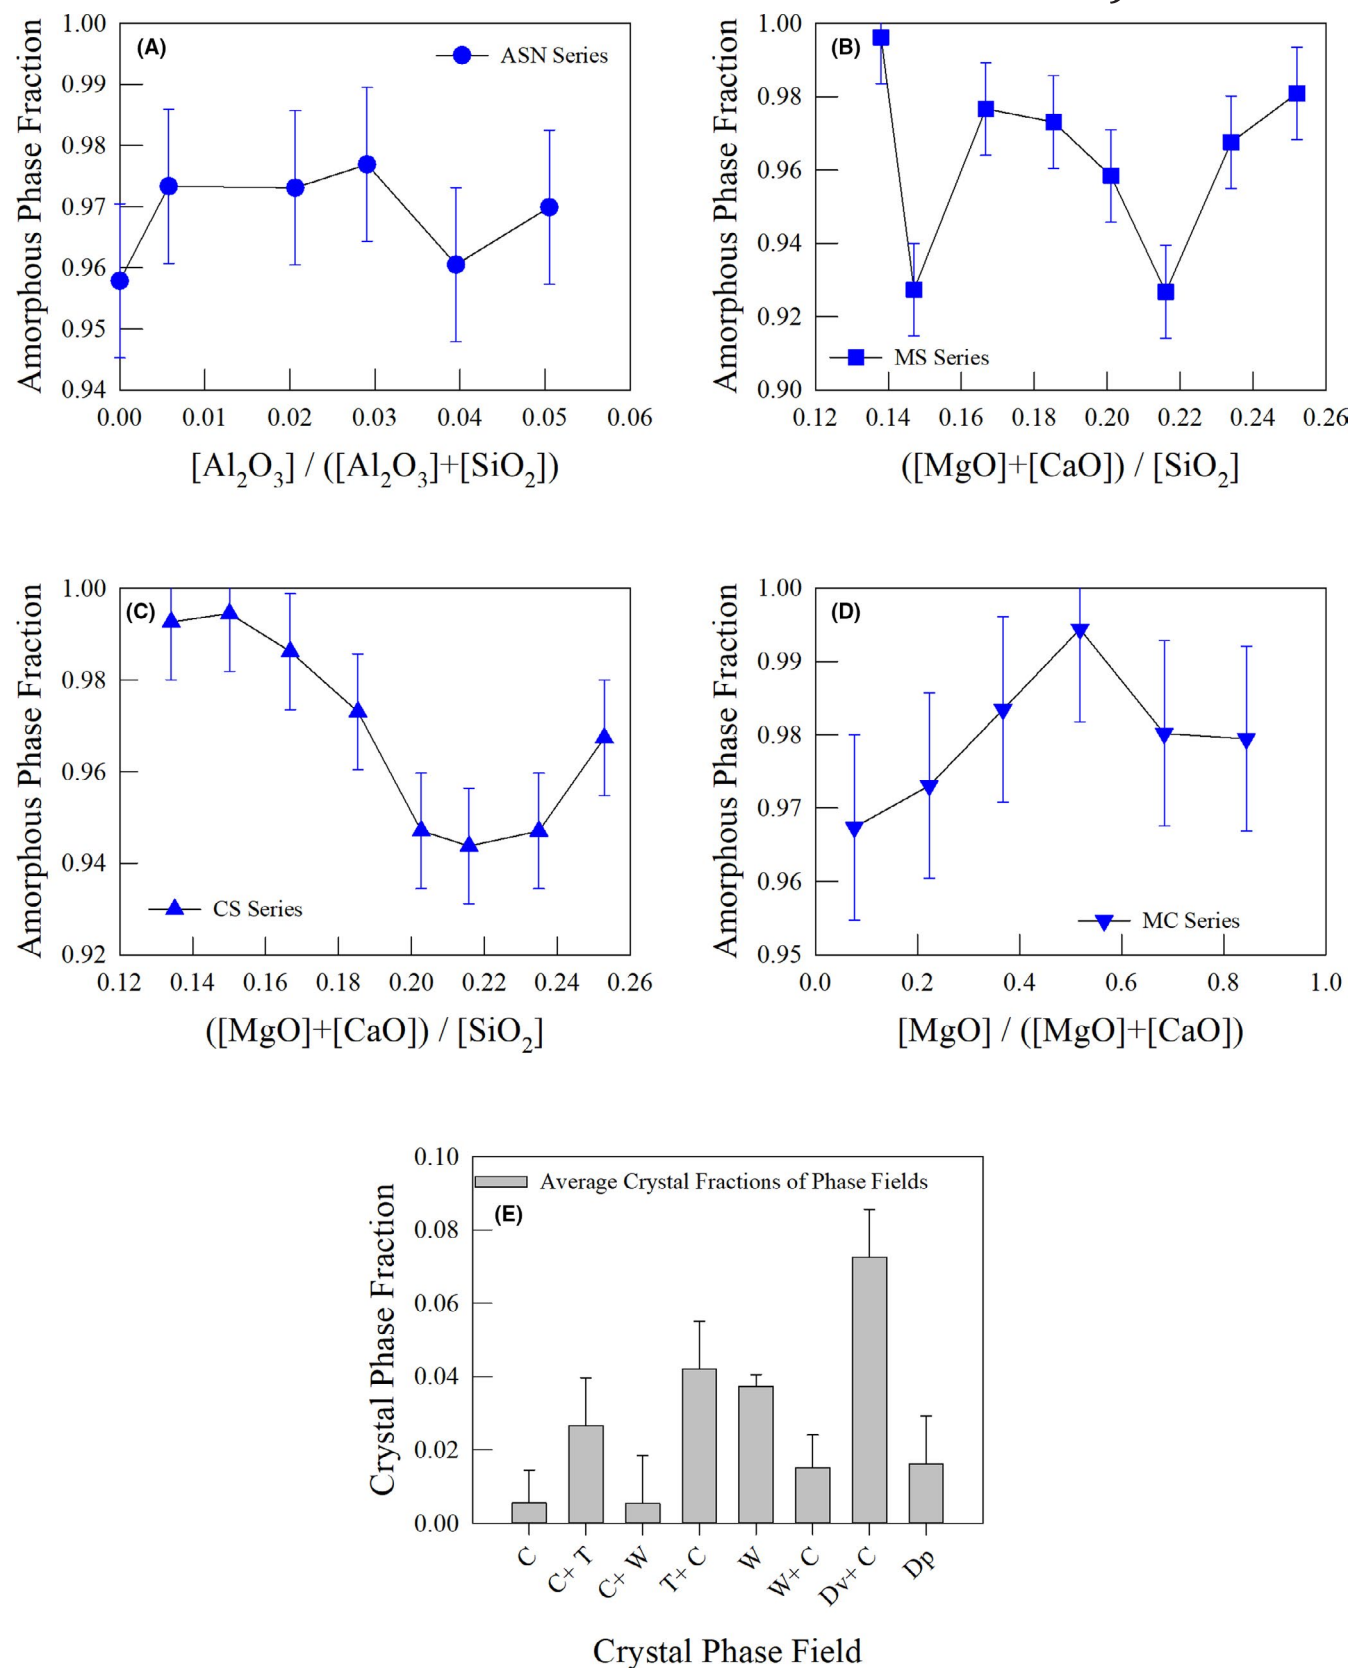 1.00
0.99
0.98
0.97
0.96
0.95
0.94
(A)
ASN Series
Amorphous Phase Fraction
0.00 0.01 0.02 0.03 0.04 0.05 0.06
[Al₂O₃] / ([Al₂O₃]+[SiO₂])
1.00
0.98
0.96
0.94
0.92
0.90
(B)
MS Series
Amorphous Phase Fraction
0.12 0.14 0.16 0.18 0.20 0.22 0.24 0.26
([MgO]+[CaO]) / [SiO₂]
1.00
0.98
0.96
0.94
0.92
(C)
CS Series
Amorphous Phase Fraction
0.12 0.14 0.16 0.18 0.20 0.22 0.24 0.26
([MgO]+[CaO]) / [SiO₂]
1.00
0.99
0.98
0.97
0.96
0.95
(D)
MC Series
Amorphous Phase Fraction
0.0 0.2 0.4 0.6 0.8 1.0
[MgO] / ([MgO]+[CaO])
0.10
0.08
0.06
0.04
0.02
0.00
Average Crystal Fractions of Phase Fields
(E)
Crystal Phase Fraction
C C+ T C+ W T+ C W W+ C Dv+ C Dp
Crystal Phase Field